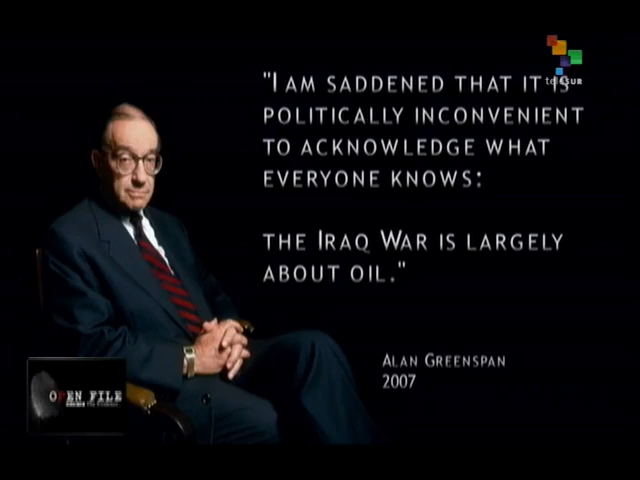 teleSUR
"I AM SADDENED THAT IT IS
POLITICALLY INCONVENIENT
TO ACKNOWLEDGE WHAT
EVERYONE KNOWS:
THE IRAQ WAR IS LARGELY
ABOUT OIL."
ALAN GREENSPAN
2007
OPEN FILE